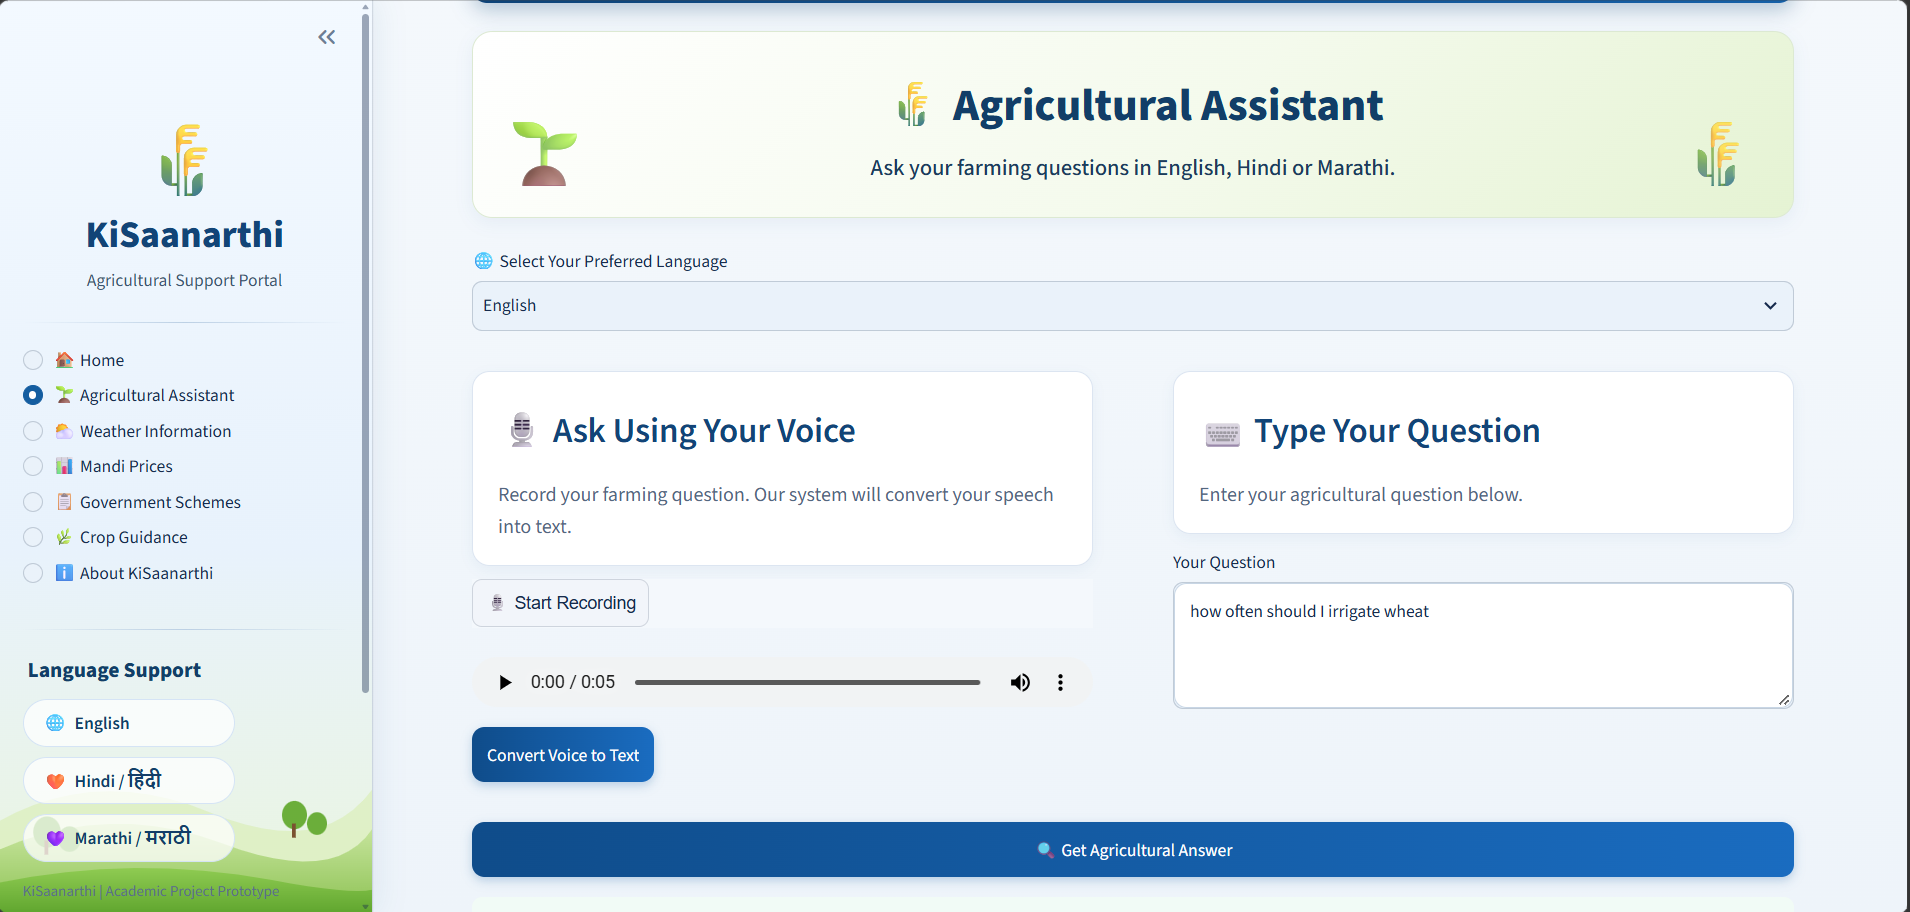 KiSaanarthi
Agricultural Support Portal
Home
Agricultural Assistant
Weather Information
Mandi Prices
Government Schemes
Crop Guidance
About KiSaanarthi
Language Support
English
Hindi / हिंदी
Marathi / मराठी
KiSaanarthi | Academic Project Prototype
Agricultural Assistant
Ask your farming questions in English, Hindi or Marathi.
Select Your Preferred Language
English
Ask Using Your Voice
Record your farming question. Our system will convert your speech
into text.
Start Recording
0:00 / 0:05
Convert Voice to Text
Type Your Question
Enter your agricultural question below.
Your Question
how often should I irrigate wheat
Get Agricultural Answer